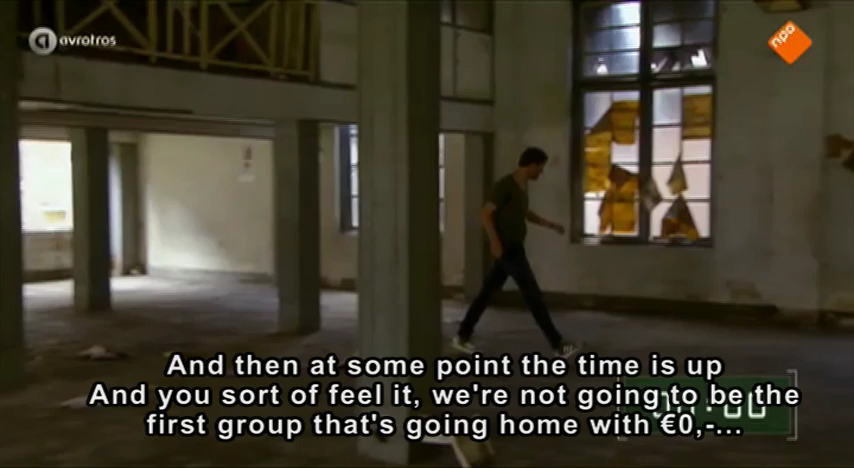 avrotros
npo
And then at some point the time is up
And you sort of feel it, we're not going to be the
first group that's going home with €0,-...